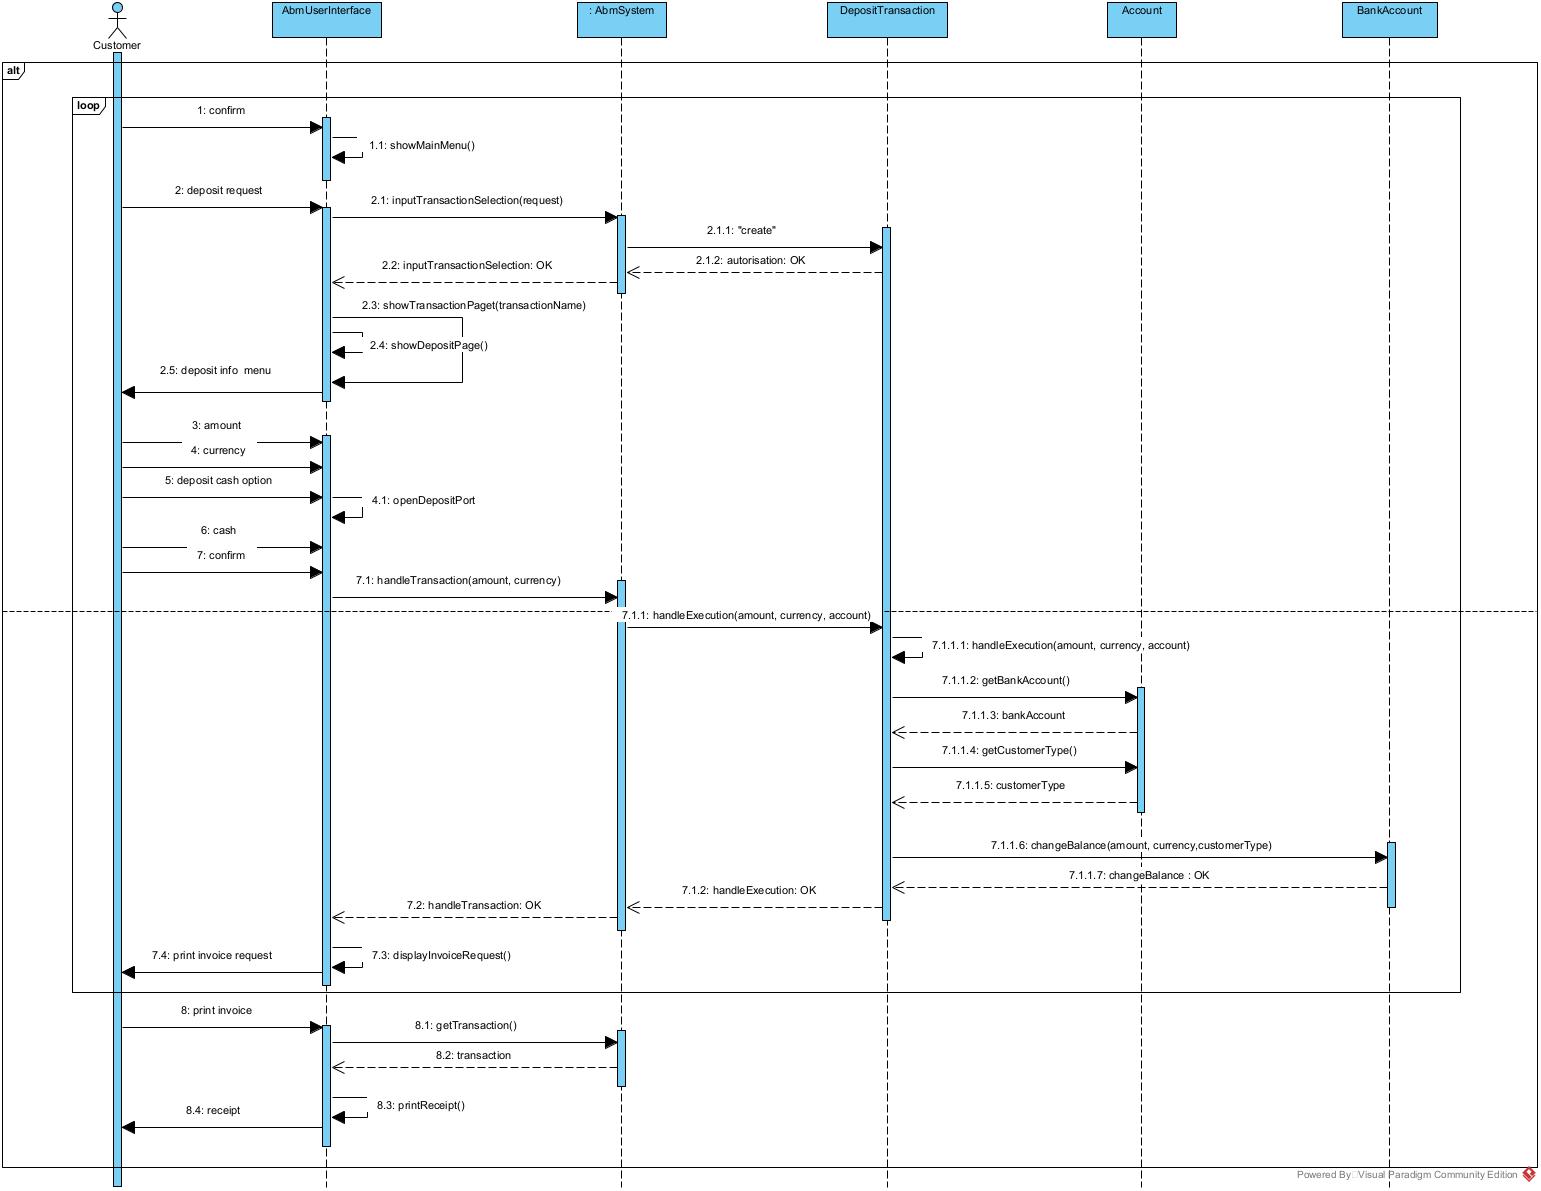 AbmUserInterface
: AbmSystem
DepositTransaction
Account
BankAccount
Customer
alt
loop
1: confirm
1.1: showMainMenu()
2: deposit request
2.1: inputTransactionSelection(request)
2.1.1: "create"
2.1.2: autorisation: OK
2.2: inputTransactionSelection: OK
2.3: showTransactionPaget(transactionName)
2.4: showDepositPage()
2.5: deposit info  menu
3: amount
4: currency
5: deposit cash option
4.1: openDepositPort
6: cash
7: confirm
7.1: handleTransaction(amount, currency)
7.1.1: handleExecution(amount, currency, account)
7.1.1.1: handleExecution(amount, currency, account)
7.1.1.2: getBankAccount()
7.1.1.3: bankAccount
7.1.1.4: getCustomerType()
7.1.1.5: customerType
7.1.1.6: changeBalance(amount, currency,customerType)
7.1.1.7: changeBalance : OK
7.1.2: handleExecution: OK
7.2: handleTransaction: OK
7.3: displayInvoiceRequest()
7.4: print invoice request
8: print invoice
8.1: getTransaction()
8.2: transaction
8.3: printReceipt()
8.4: receipt
Powered By Visual Paradigm Community Edition